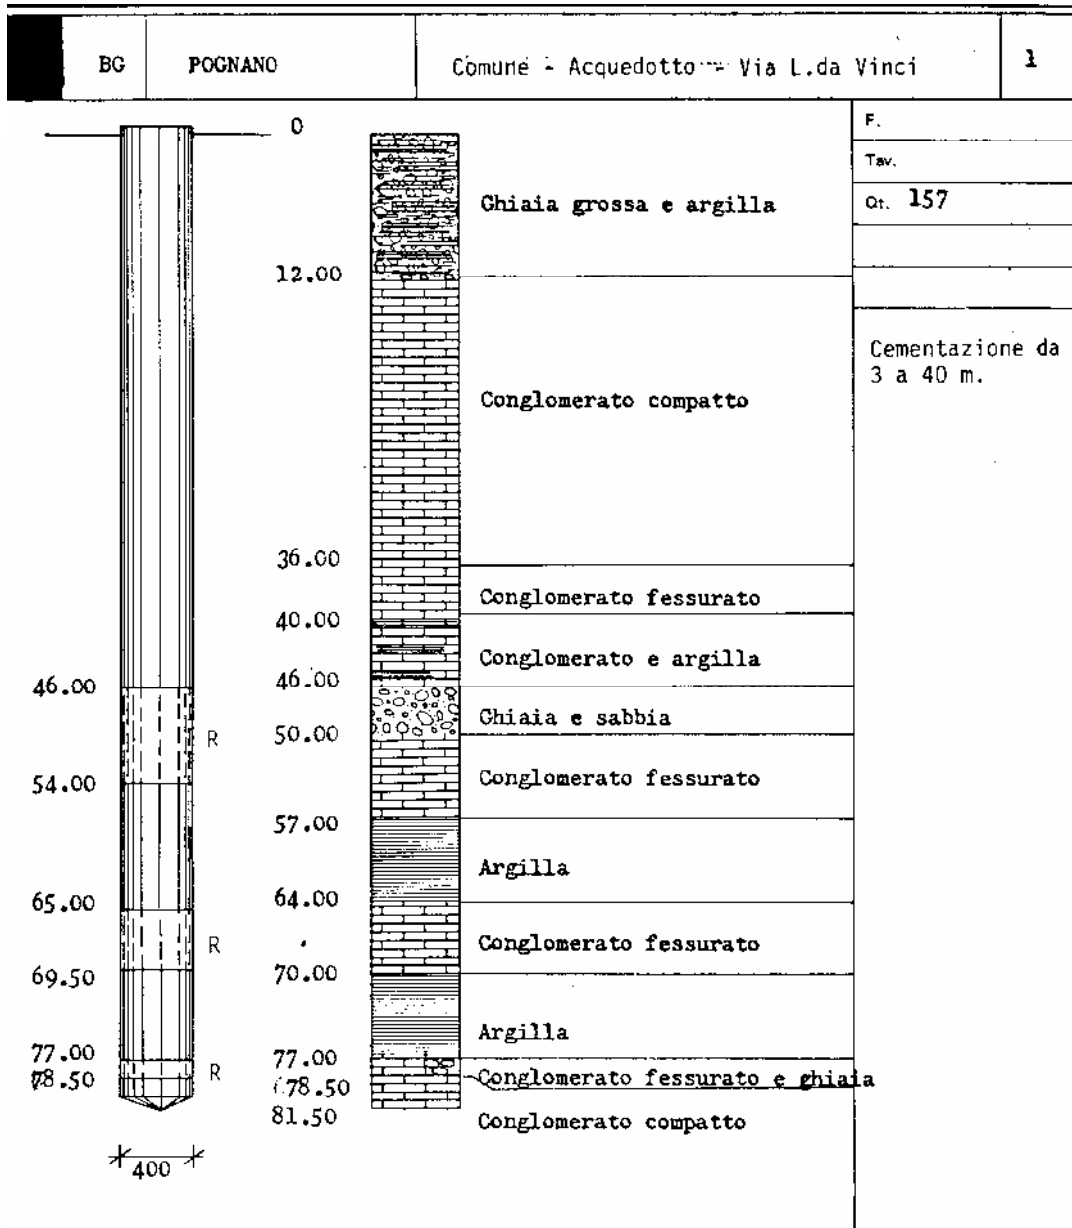 BG POGNANO Comune - Acquedotto - Via L.da Vinci 1
F.
Tav.
Qt. 157
Cementazione da
3 a 40 m.
0
Ghiaia grossa e argilla
12.00
Conglomerato compatto
36.00
Conglomerato fessurato
40.00
Conglomerato e argilla
46.00
46.00
Ghiaia e sabbia
R
50.00
Conglomerato fessurato
54.00
57.00
Argilla
64.00
65.00
Conglomerato fessurato
R
70.00
69.50
Argilla
77.00
77.00
Conglomerato fessurato e ghiaia
R
78.50
78.50
81.50
Conglomerato compatto
400